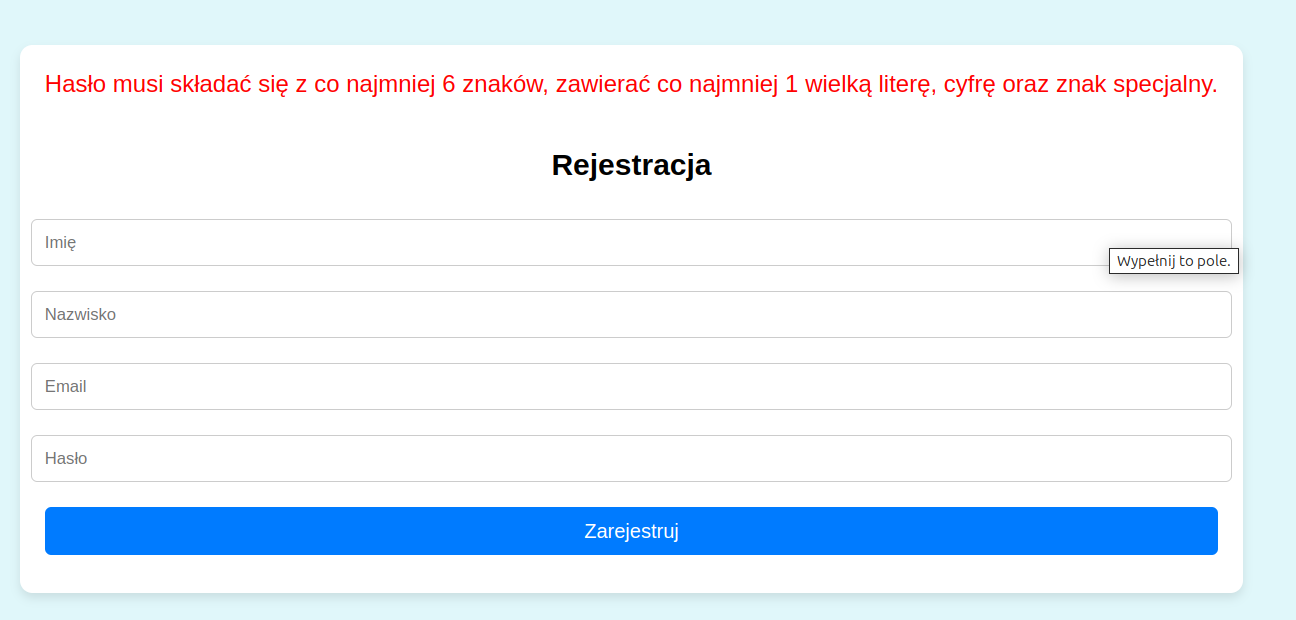 Hasło musi składać się z co najmniej 6 znaków, zawierać co najmniej 1 wielką literę, cyfrę oraz znak specjalny.
Rejestracja
Imię
Wypełnij to pole.
Nazwisko
Email
Hasło
Zarejestruj